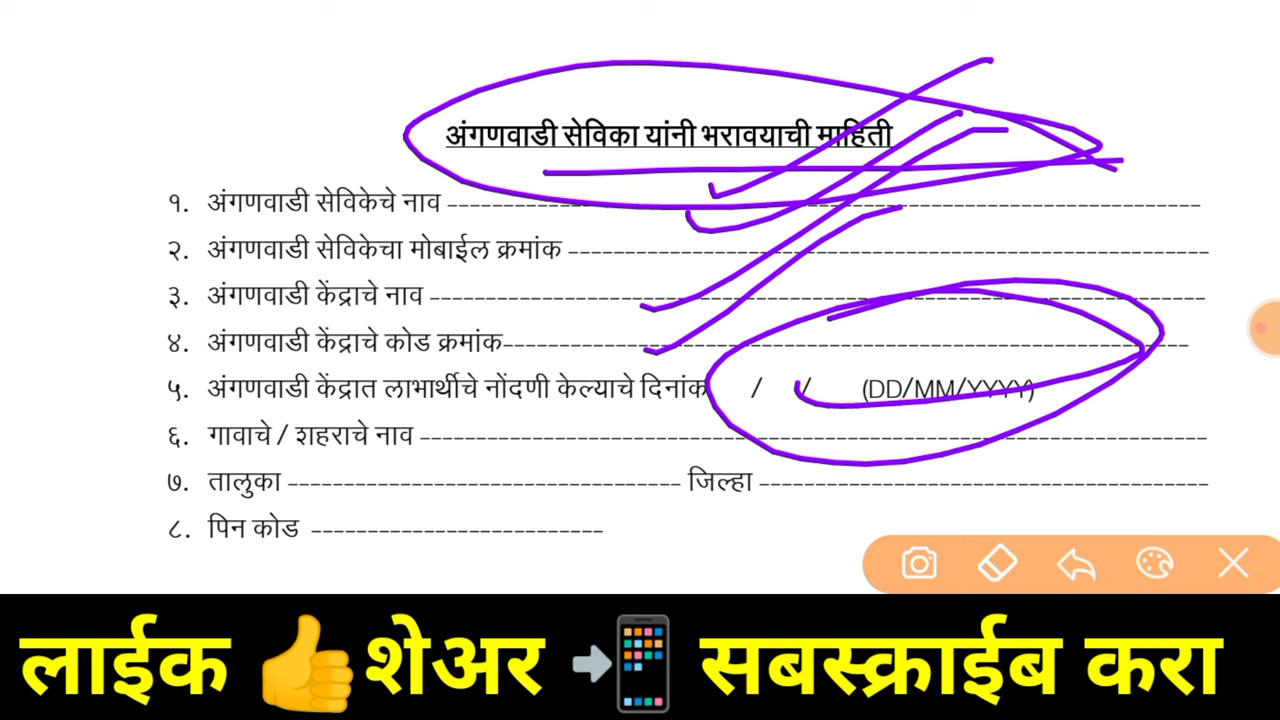 अंगणवाडी सेविका यांनी भरावयाची माहिती
१. अंगणवाडी सेविकेचे नाव
२. अंगणवाडी सेविकेचा मोबाईल क्रमांक
३. अंगणवाडी केंद्राचे नाव
४. अंगणवाडी केंद्राचे कोड क्रमांक
५. अंगणवाडी केंद्रात लाभार्थीचे नोंदणी केल्याचे दिनांक / / (DD/MM/YYYY)
६. गावाचे / शहराचे नाव
७. तालुका जिल्हा
८. पिन कोड
लाईक 👍 शेअर 📲 सबस्क्राईब करा